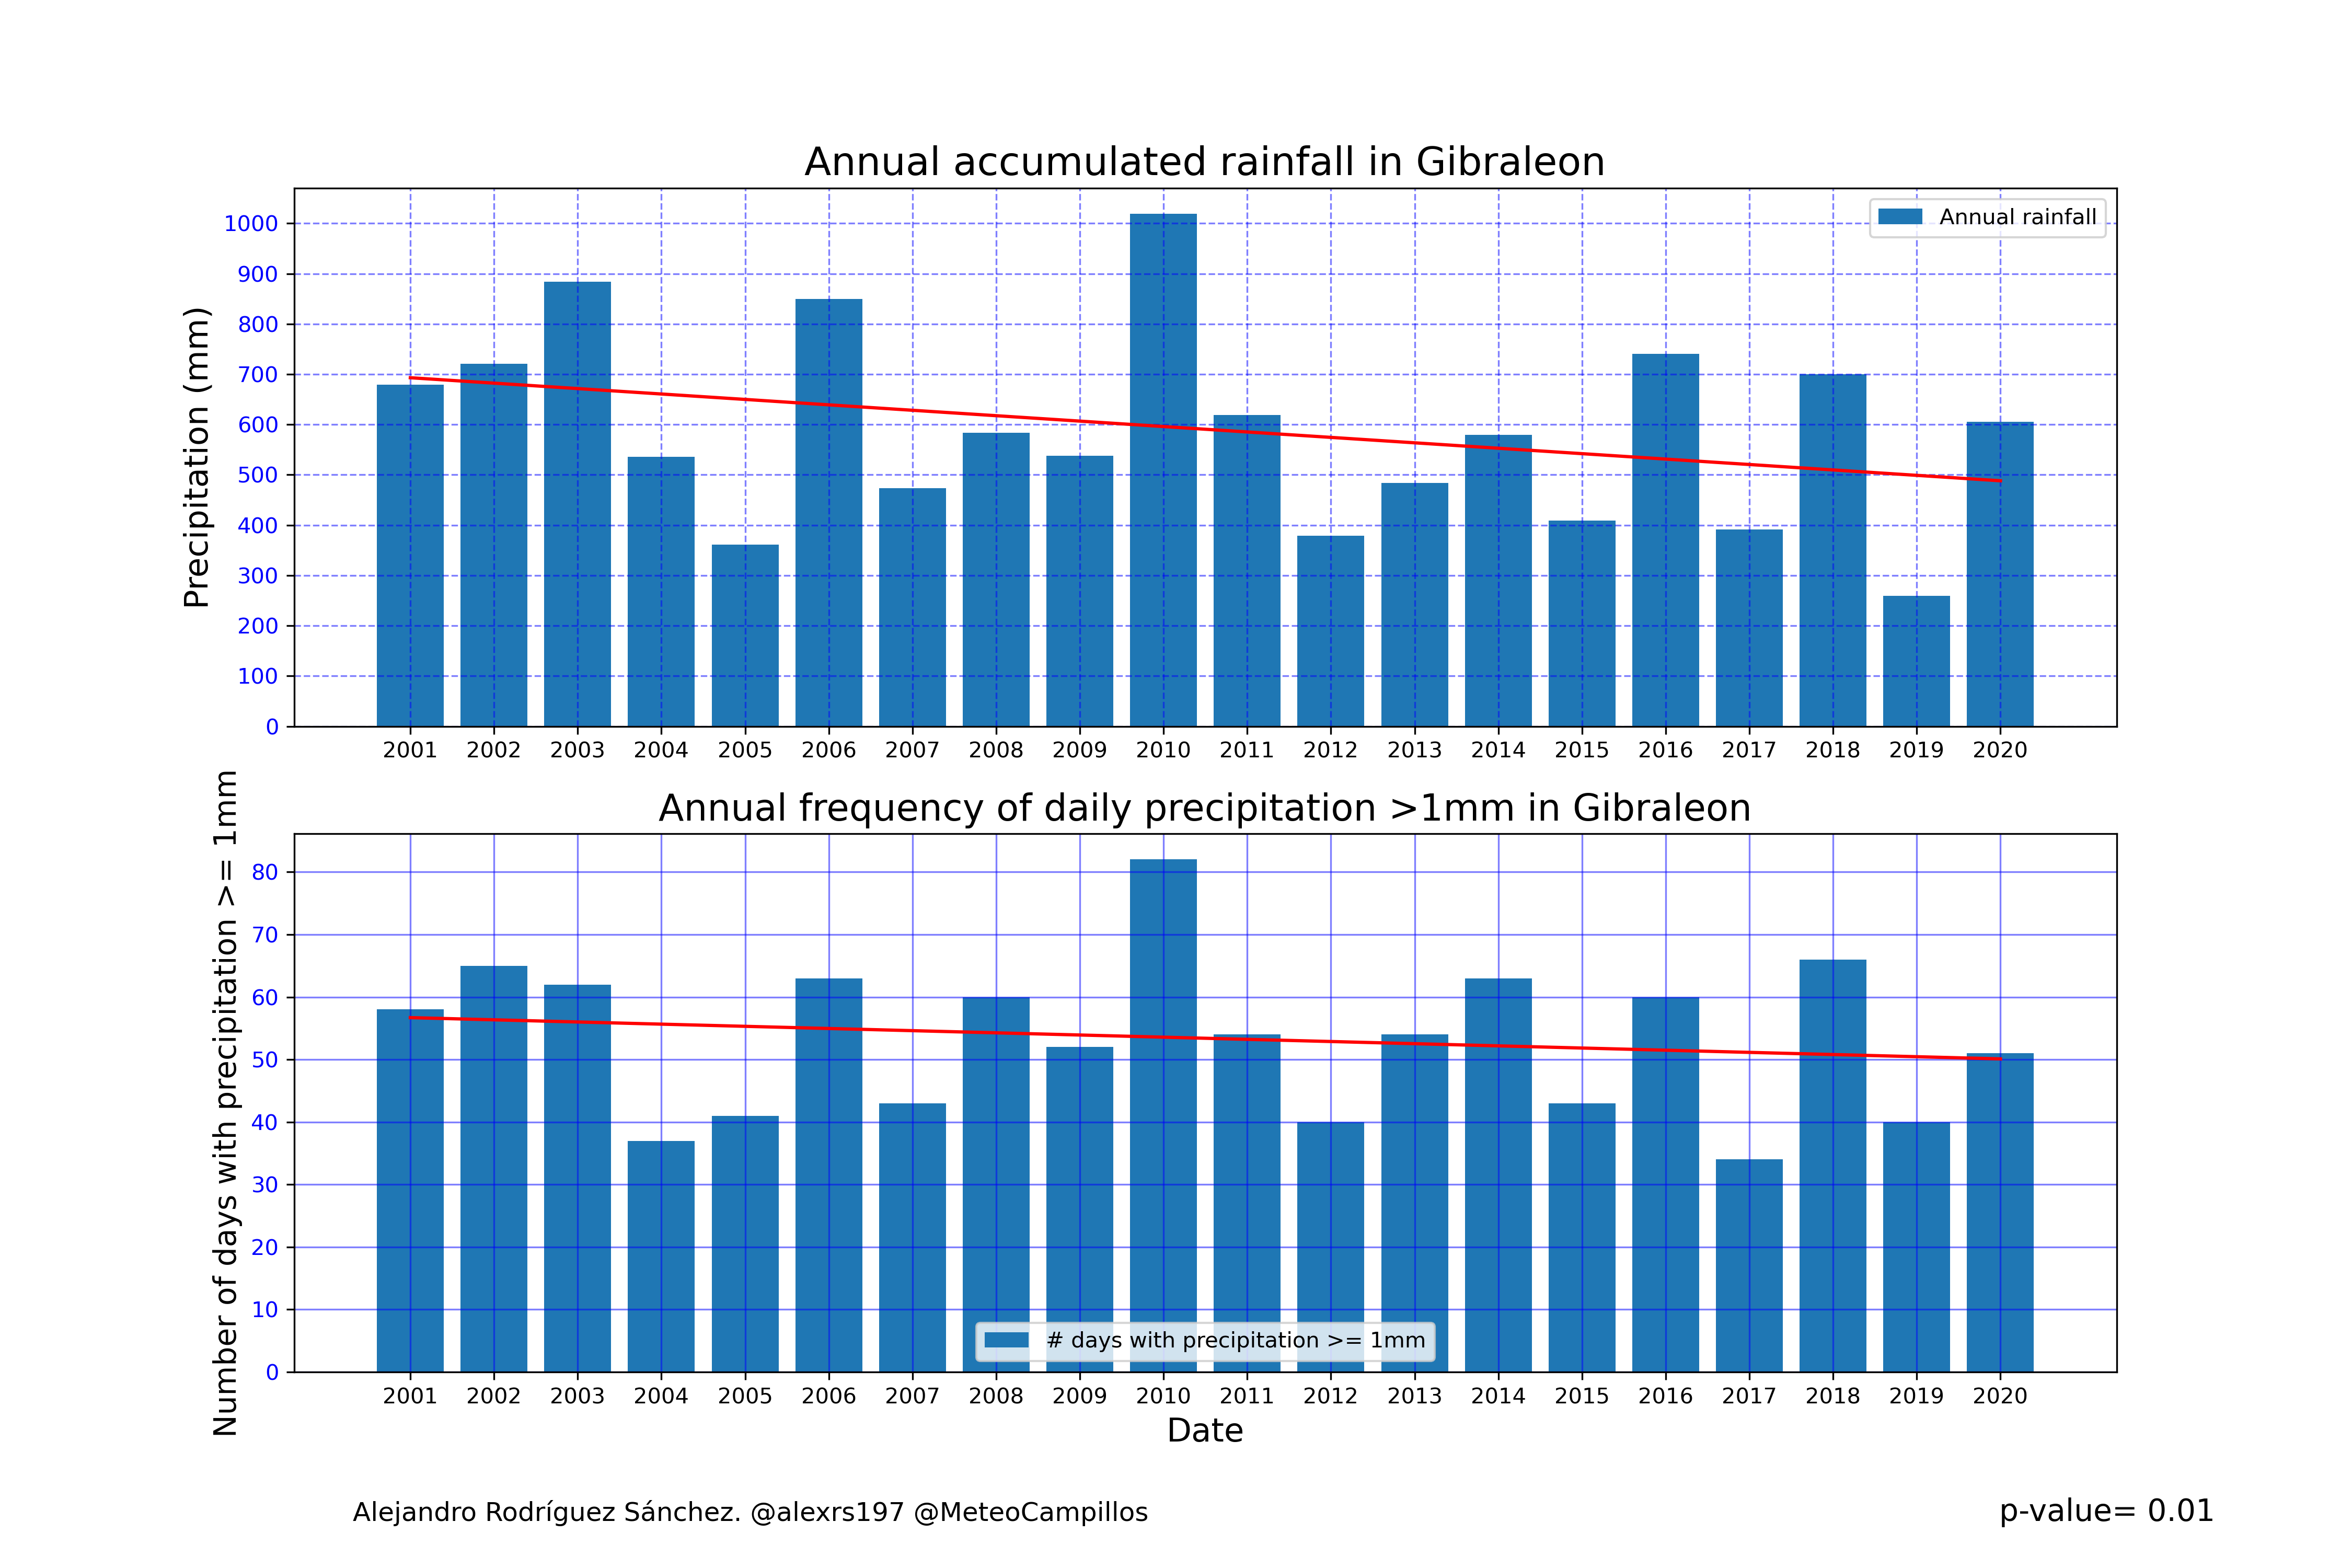 Annual accumulated rainfall in Gibraleon
Precipitation (mm)
1000
900
800
700
600
500
400
300
200
100
0
Annual rainfall
2001 2002 2003 2004 2005 2006 2007 2008 2009 2010 2011 2012 2013 2014 2015 2016 2017 2018 2019 2020
Annual frequency of daily precipitation >1mm in Gibraleon
Number of days with precipitation >= 1mm
80
70
60
50
40
30
20
10
0
# days with precipitation >= 1mm
2001 2002 2003 2004 2005 2006 2007 2008 2009 2010 2011 2012 2013 2014 2015 2016 2017 2018 2019 2020
Date
Alejandro Rodríguez Sánchez. @alexrs197 @MeteoCampillos
p-value= 0.01